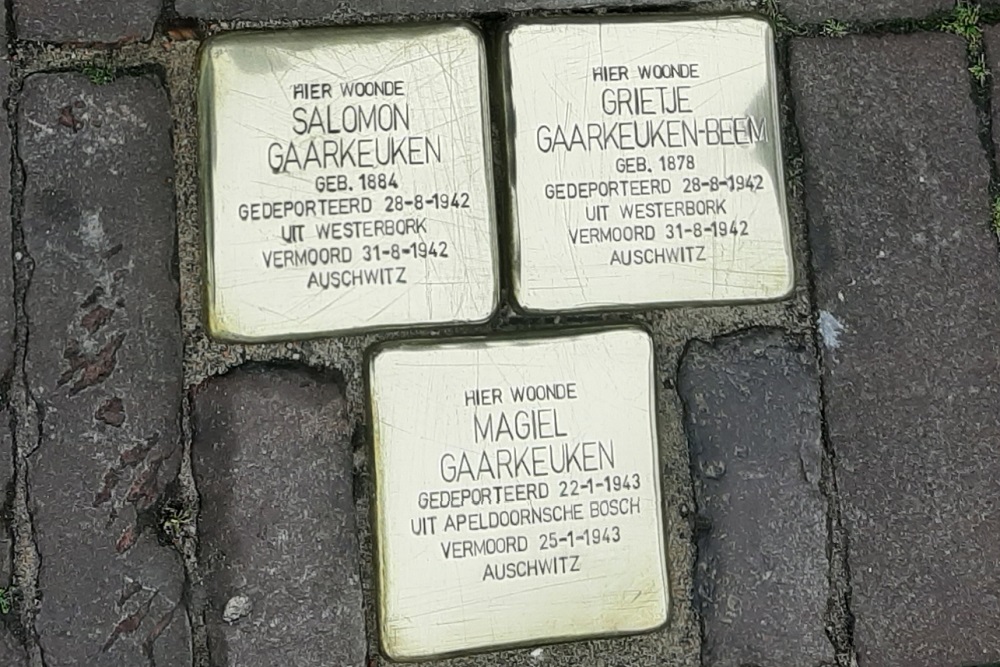 HIER WOONDE
SALOMON
GAARKEUKEN
GEB. 1884
GEDEPORTEERD 28-8-1942
UIT WESTERBORK
VERMOORD 31-8-1942
AUSCHWITZ
HIER WOONDE
GRIETJE
GAARKEUKEN-BEEM
GEB. 1878
GEDEPORTEERD 28-8-1942
UIT WESTERBORK
VERMOORD 31-8-1942
AUSCHWITZ
HIER WOONDE
MAGIEL
GAARKEUKEN
GEDEPORTEERD 22-1-1943
UIT APELDOORNSCHE BOSCH
VERMOORD 25-1-1943
AUSCHWITZ